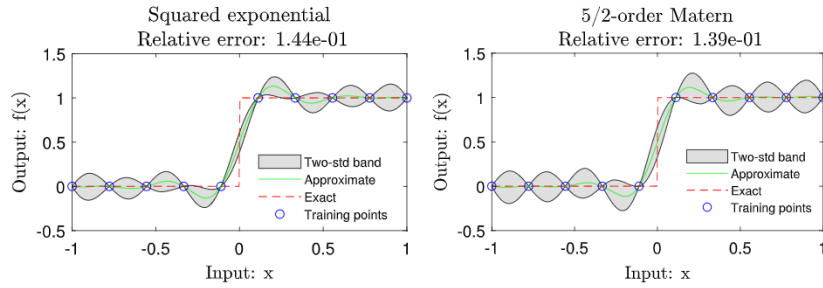 Squared exponential
Relative error: 1.44e-01
Output: f(x)
1.5
1
0.5
0
-0.5
Two-std band
Approximate
Exact
Training points
-1
-0.5
0
0.5
1
Input: x
5/2-order Matern
Relative error: 1.39e-01
Output: f(x)
1.5
1
0.5
0
-0.5
Two-std band
Approximate
Exact
Training points
-1
-0.5
0
0.5
1
Input: x